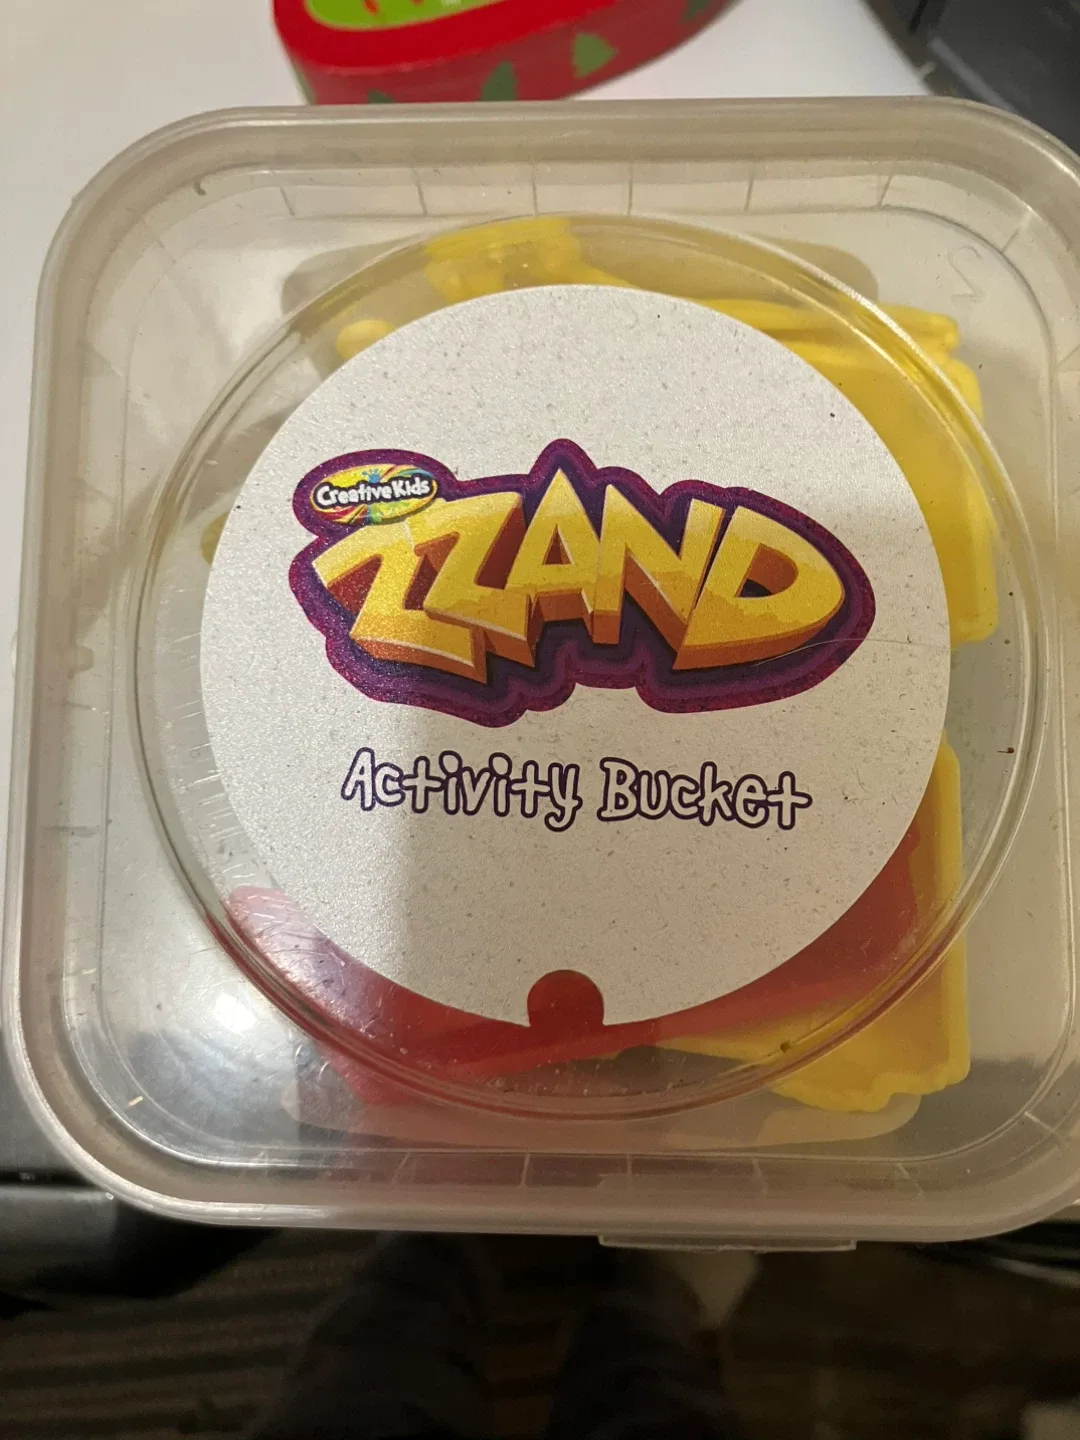 Creative Kids
ZZAND
Activity Bucket